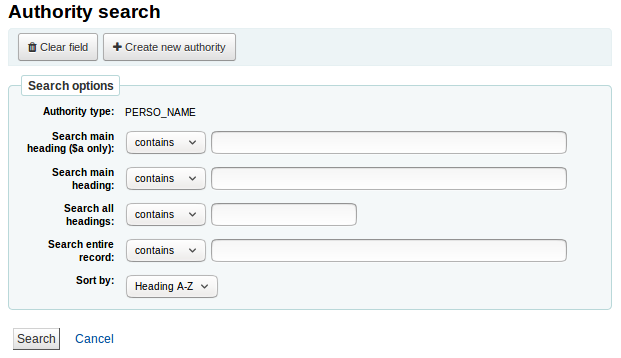 Authority search
Clear field
Create new authority
Search options
Authority type: PERSO_NAME
Search main
heading ($a only): contains
Search main
heading: contains
Search all
headings: contains
Search entire
record: contains
Sort by: Heading A-Z
Search Cancel